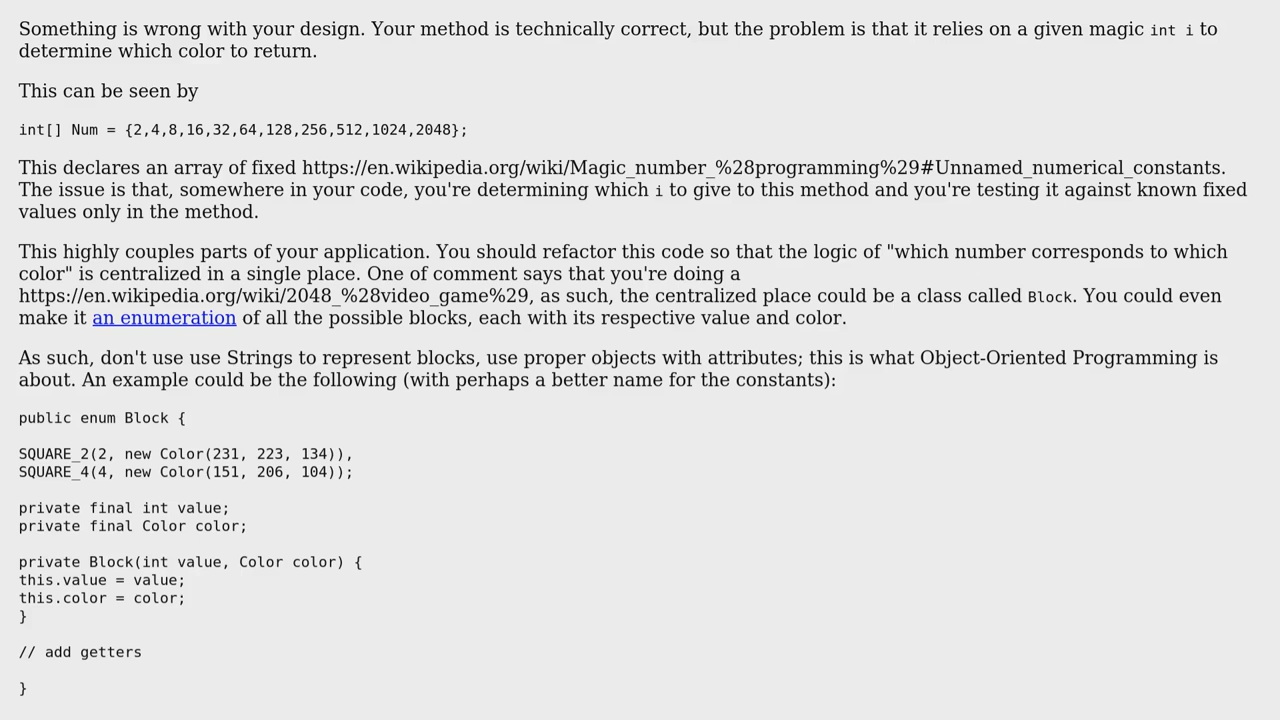 Something is wrong with your design. Your method is technically correct, but the problem is that it relies on a given magic int i to
determine which color to return.
This can be seen by
int[] Num = {2,4,8,16,32,64,128,256,512,1024,2048};
This declares an array of fixed https://en.wikipedia.org/wiki/Magic_number_%28programming%29#Unnamed_numerical_constants.
The issue is that, somewhere in your code, you're determining which i to give to this method and you're testing it against known fixed
values only in the method.
This highly couples parts of your application. You should refactor this code so that the logic of "which number corresponds to which
color" is centralized in a single place. One of comment says that you're doing a
https://en.wikipedia.org/wiki/2048_%28video_game%29, as such, the centralized place could be a class called Block. You could even
make it an enumeration of all the possible blocks, each with its respective value and color.
As such, don't use use Strings to represent blocks, use proper objects with attributes; this is what Object-Oriented Programming is
about. An example could be the following (with perhaps a better name for the constants):
public enum Block {
SQUARE_2(2, new Color(231, 223, 134)),
SQUARE_4(4, new Color(151, 206, 104));
private final int value;
private final Color color;
private Block(int value, Color color) {
this.value = value;
this.color = color;
}
// add getters
}